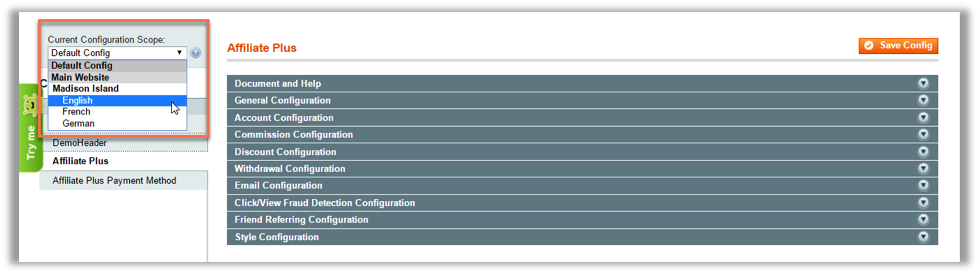 Current Configuration Scope:
Default Config
Default Config
Main Website
Madison Island
English
French
German
C
Try me
DemoHeader
Affiliate Plus
Affiliate Plus Payment Method
Affiliate Plus
Save Config
Document and Help
General Configuration
Account Configuration
Commission Configuration
Discount Configuration
Withdrawal Configuration
Email Configuration
Click/View Fraud Detection Configuration
Friend Referring Configuration
Style Configuration